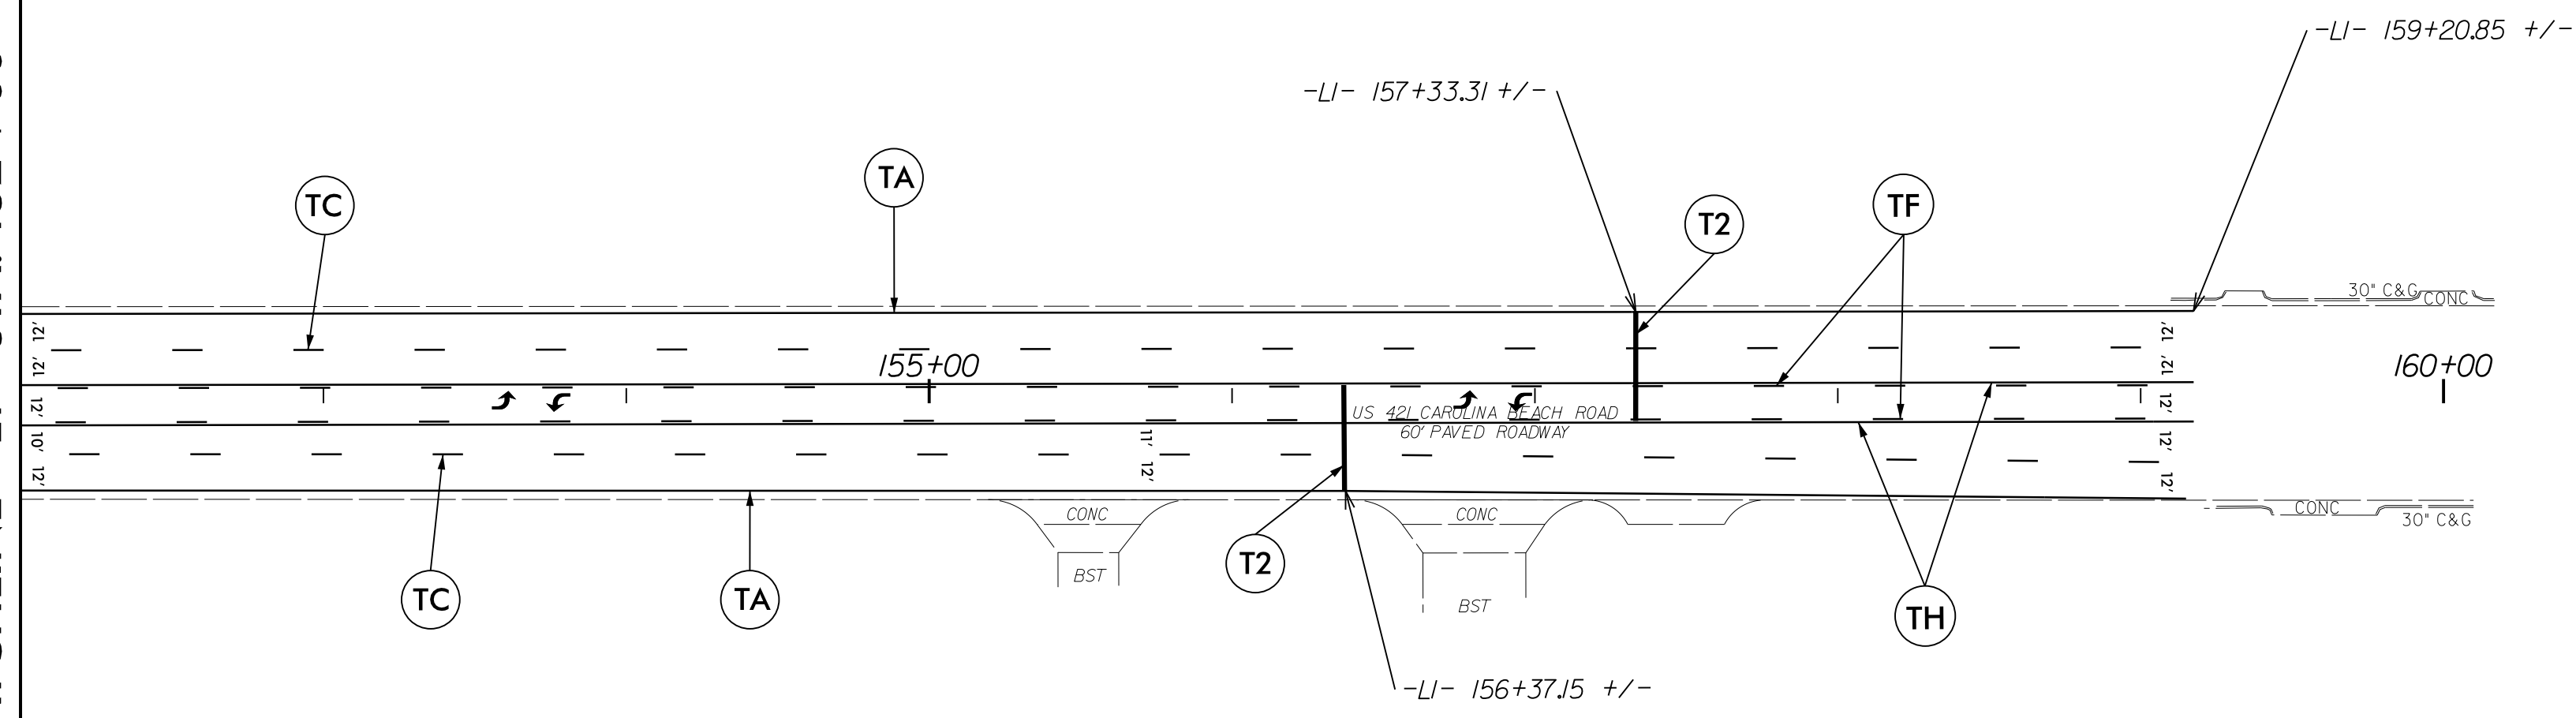 -L1- 159+20.85 +/-
-L1- 157+33.31 +/-
TC
TA
T2
TF
30" C&G
CONC
12'
12'
12'
10'
12'
155+00
11'
12'
US 421 CAROLINA BEACH ROAD
60' PAVED ROADWAY
12'
12'
12'
12'
12'
160+00
CONC
BST
CONC
BST
CONC
30" C&G
TC
TA
T2
TH
-L1- 156+37.15 +/-